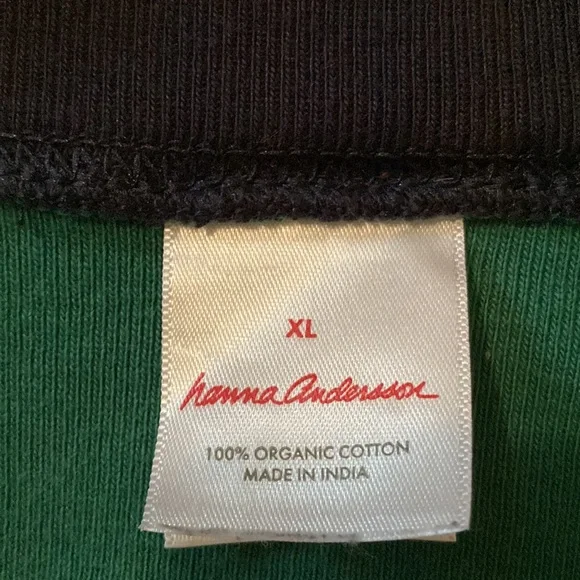 XL
hanna Andersson
100% ORGANIC COTTON
MADE IN INDIA